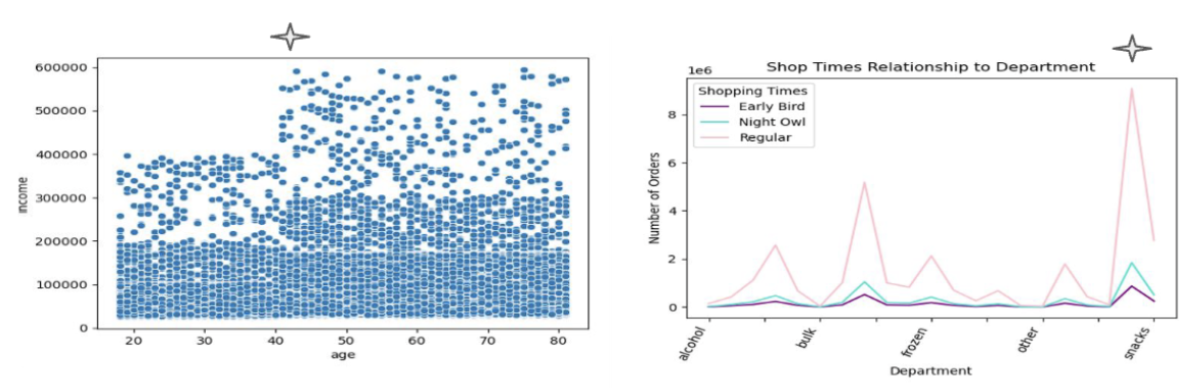 600000
500000
400000
300000
200000
100000
0
income
20 30 40 50 60 70 80
age
Shop Times Relationship to Department
1e6
Shopping Times
Early Bird
Night Owl
Regular
8
6
4
2
0
Number of Orders
alcohol bulk frozen other snacks
Department